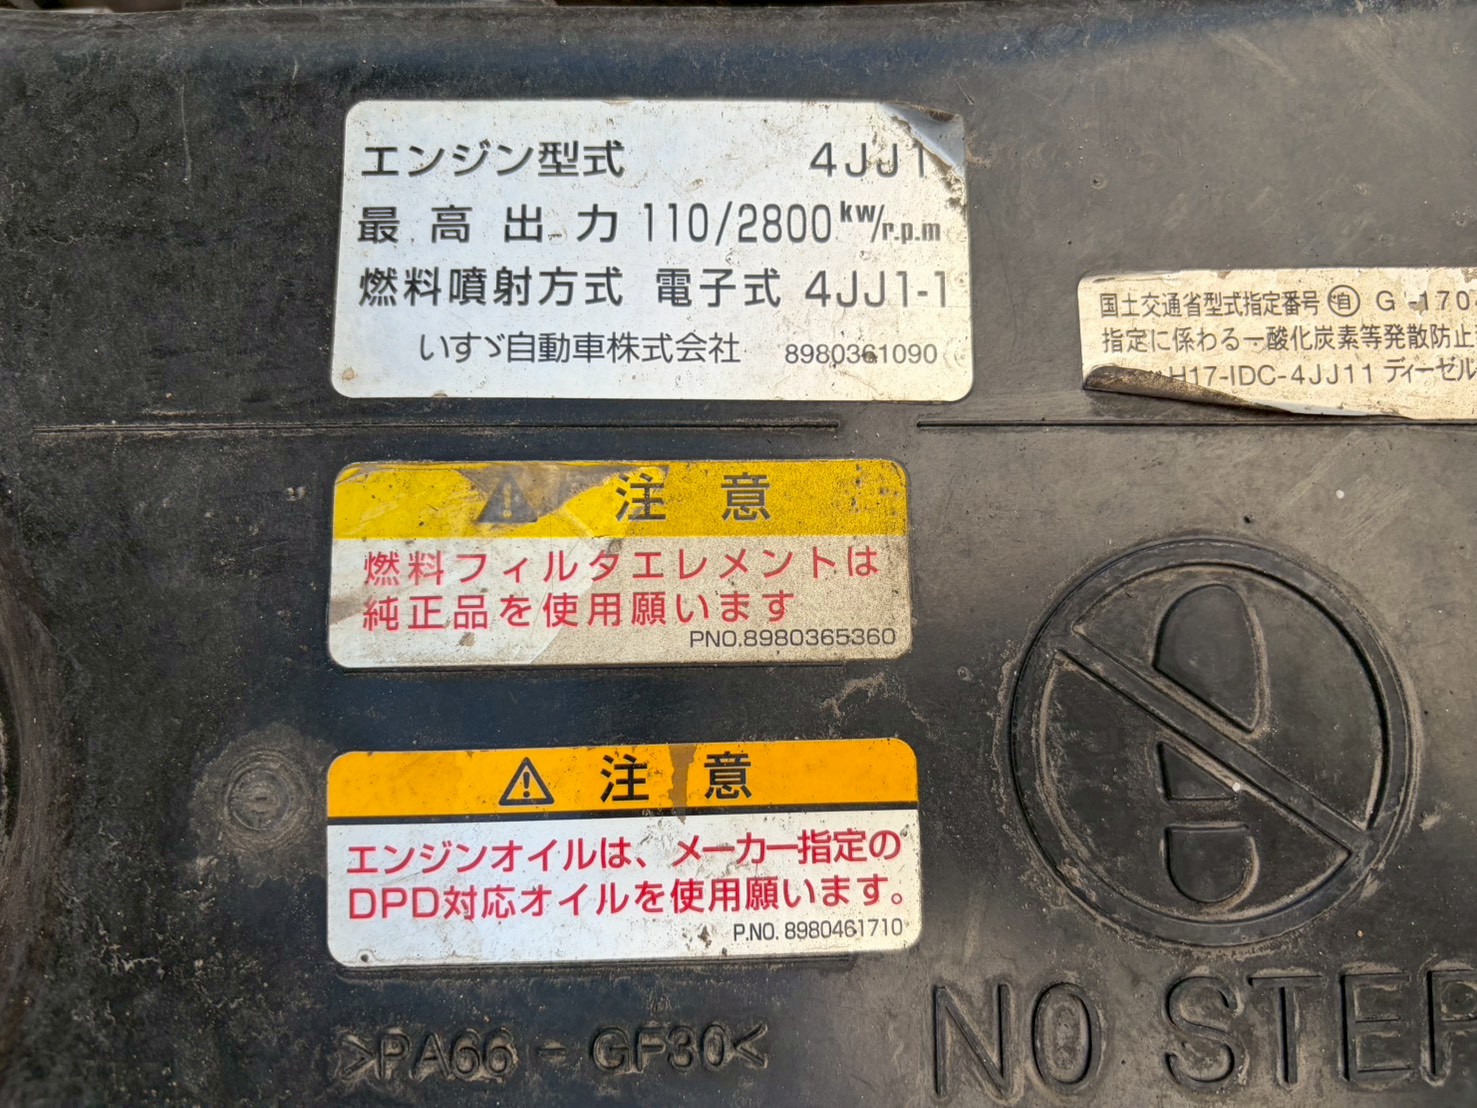 エンジン型式 4JJ1
最高出力 110/2800kW/r.p.m
燃料噴射方式 電子式 4JJ1-1
いすゞ自動車株式会社 8980361090
国土交通省型式指定番号 自 G -170
指定に係わる一酸化炭素等発散防止
H17-IDC-4JJ11 ディーゼル
注意
燃料フィルタエレメントは
純正品を使用願います
PNO.8980365360
注意
エンジンオイルは、メーカー指定の
DPD対応オイルを使用願います。
P.NO. 8980461710
>PA66 - GF30<
NO STEP